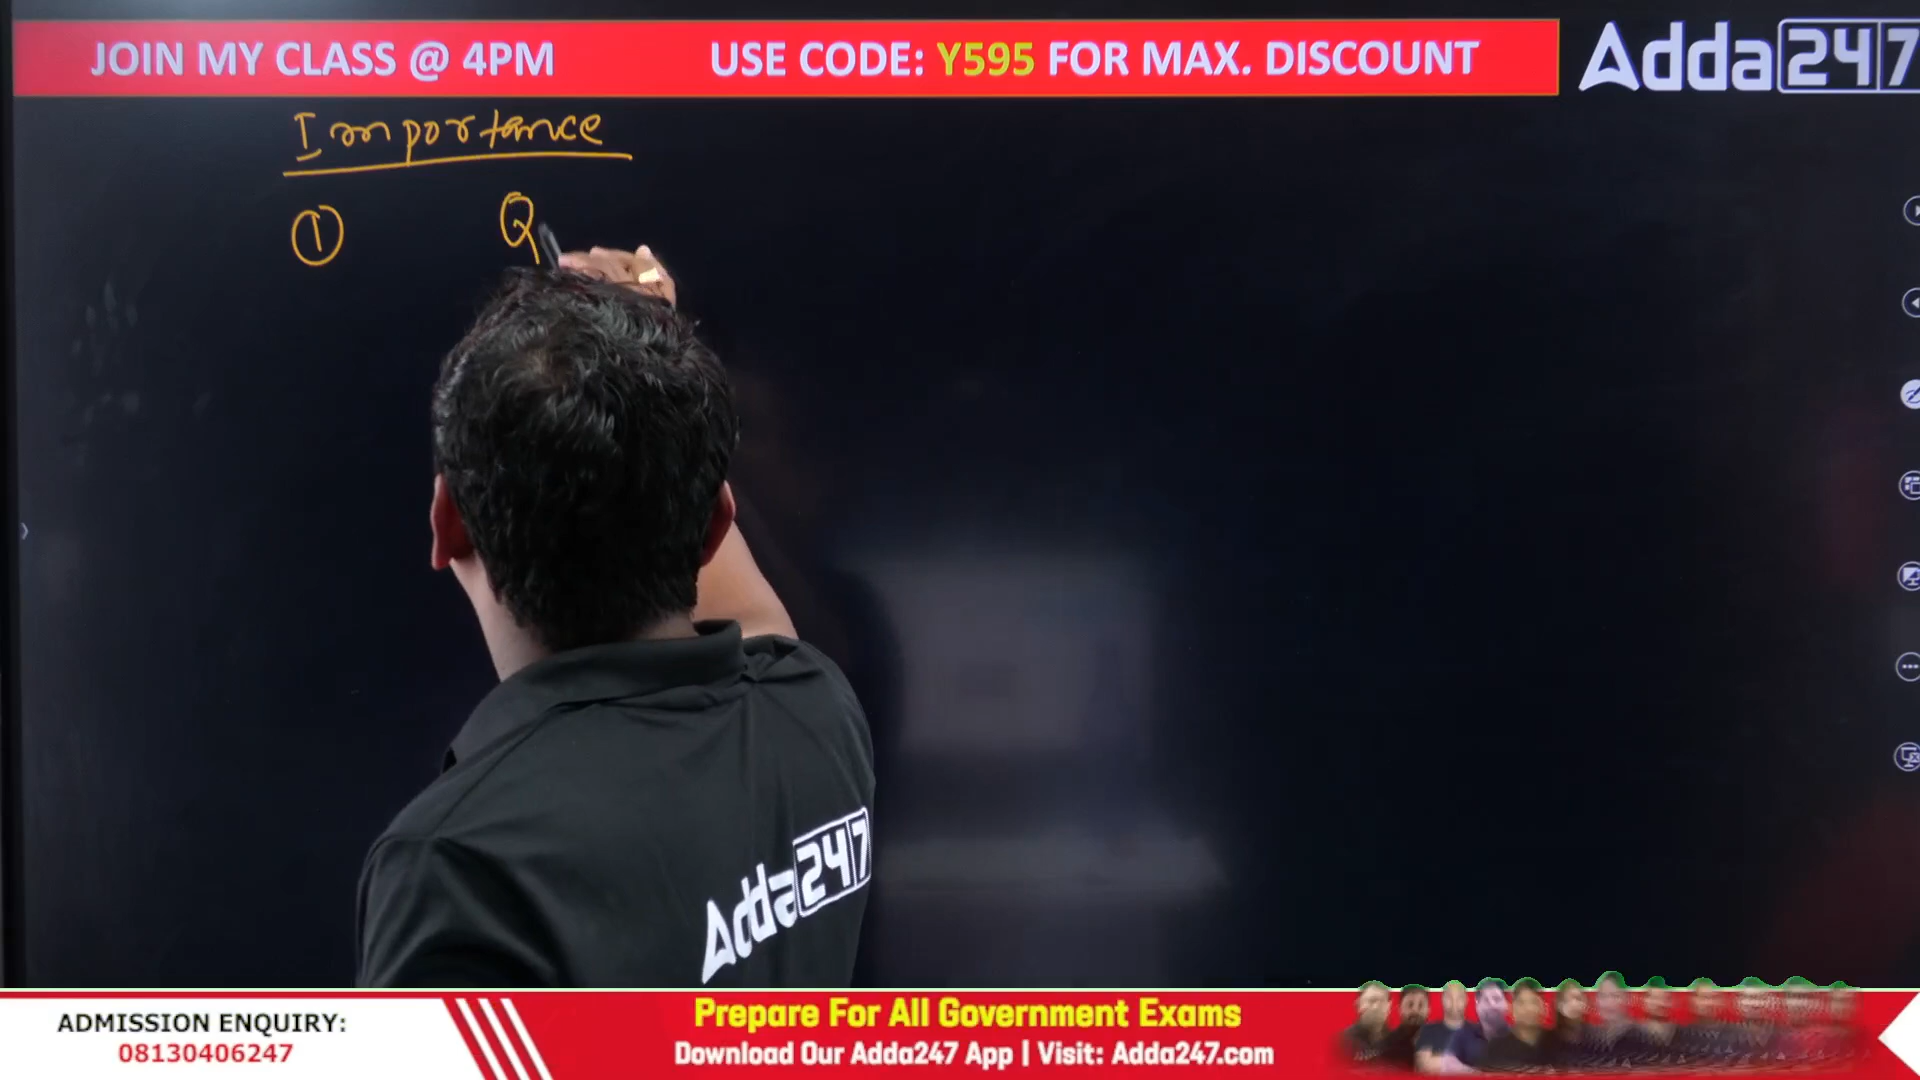 JOIN MY CLASS @ 4PM USE CODE: Y595 FOR MAX. DISCOUNT
Adda247
Importance
① Q
Adda247
ADMISSION ENQUIRY:
08130406247
Prepare For All Government Exams
Download Our Adda247 App | Visit: Adda247.com